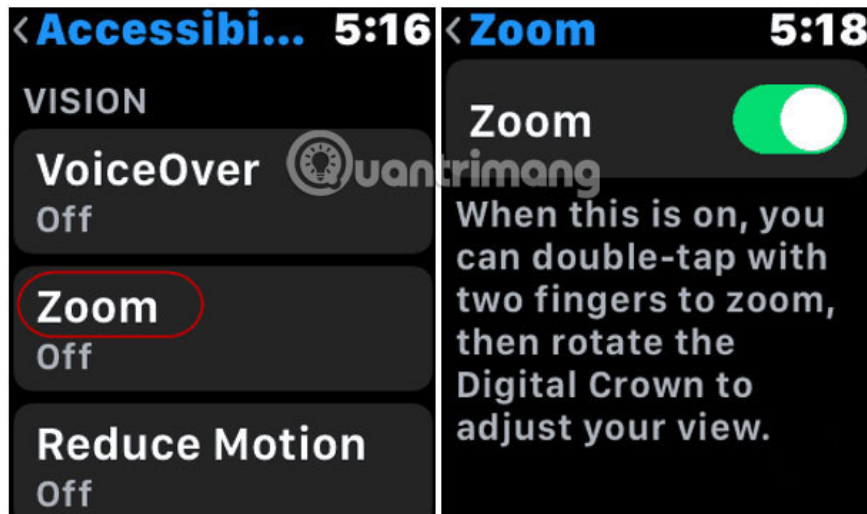 Accessibi... 5:16
VISION
VoiceOver
Off
Zoom
Off
Reduce Motion
Off
Zoom 5:18
Zoom
When this is on, you
can double-tap with
two fingers to zoom,
then rotate the
Digital Crown to
adjust your view.
Quantrimang